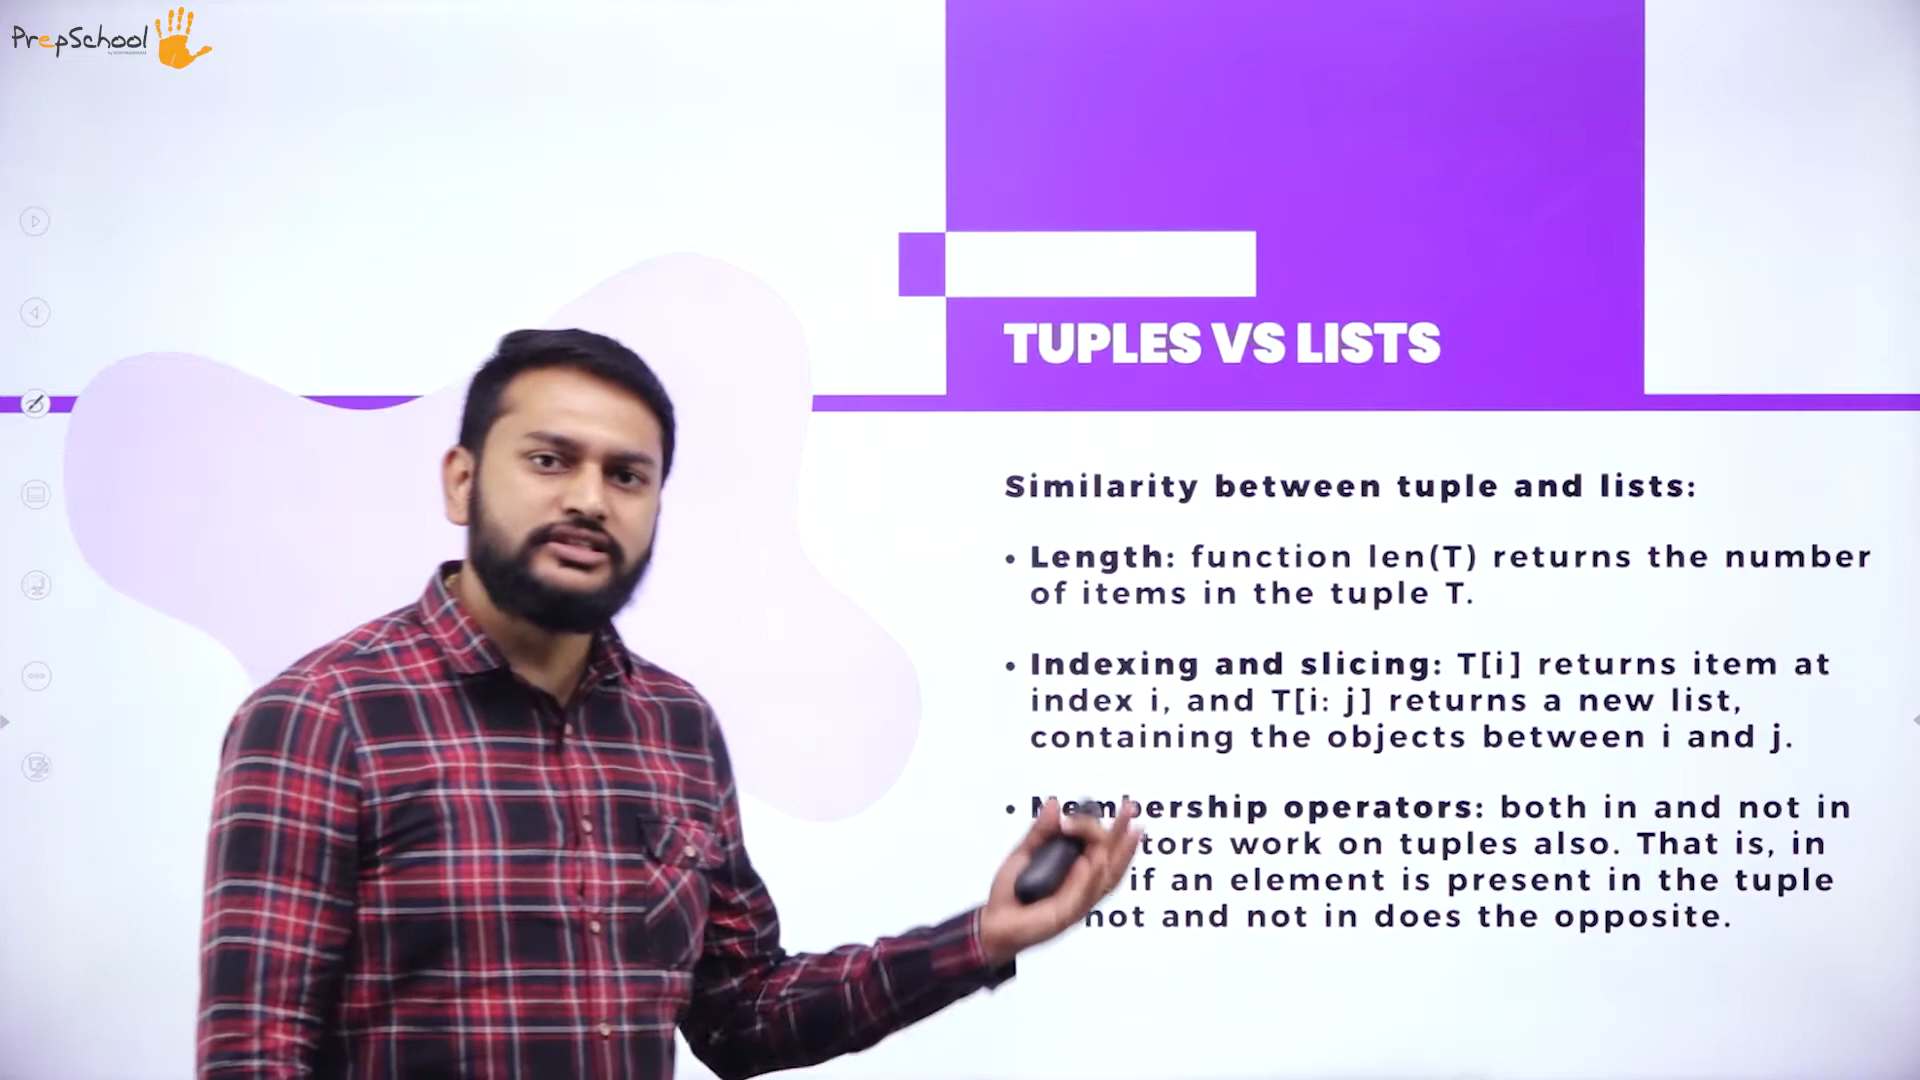 PrepSchool
TUPLES VS LISTS
Similarity between tuple and lists:
• Length: function len(T) returns the number
of items in the tuple T.
• Indexing and slicing: T[i] returns item at
index i, and T[i: j] returns a new list,
containing the objects between i and j.
• Membership operators: both in and not in
work on tuples also. That is, in
if an element is present in the tuple
not and not in does the opposite.